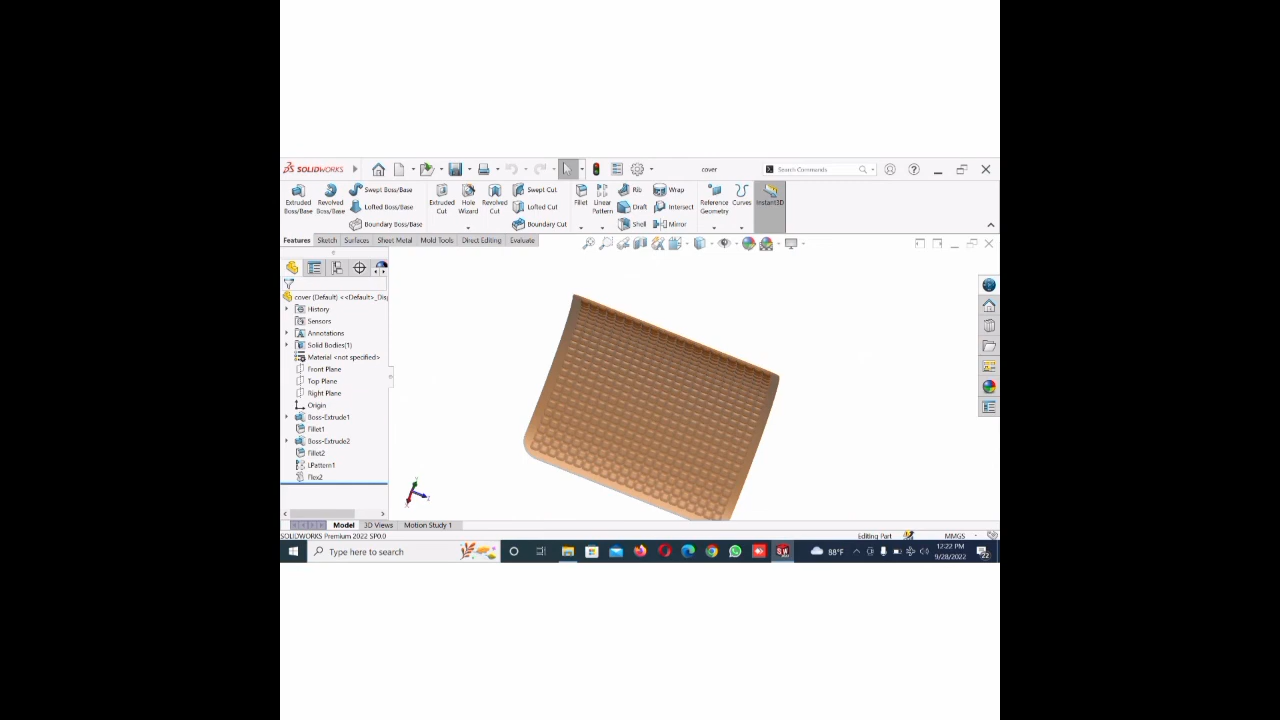 SOLIDWORKS
cover
Search Commands
Extruded Boss/Base
Revolved Boss/Base
Swept Boss/Base
Lofted Boss/Base
Boundary Boss/Base
Extruded Cut
Hole Wizard
Revolved Cut
Swept Cut
Lofted Cut
Boundary Cut
Fillet
Linear Pattern
Rib
Draft
Shell
Wrap
Intersect
Mirror
Reference Geometry
Curves
Instant3D
Features Sketch Surfaces Sheet Metal Mold Tools Direct Editing Evaluate
cover (Default) <<Default>_Disp
History
Sensors
Annotations
Solid Bodies(1)
Material <not specified>
Front Plane
Top Plane
Right Plane
Origin
Boss-Extrude1
Fillet1
Boss-Extrude2
Fillet2
LPattern1
Flex2
Model 3D Views Motion Study 1
SOLIDWORKS Premium 2022 SP0.0
Editing Part
MMGS
Type here to search
88°F
12:22 PM
9/28/2022
22